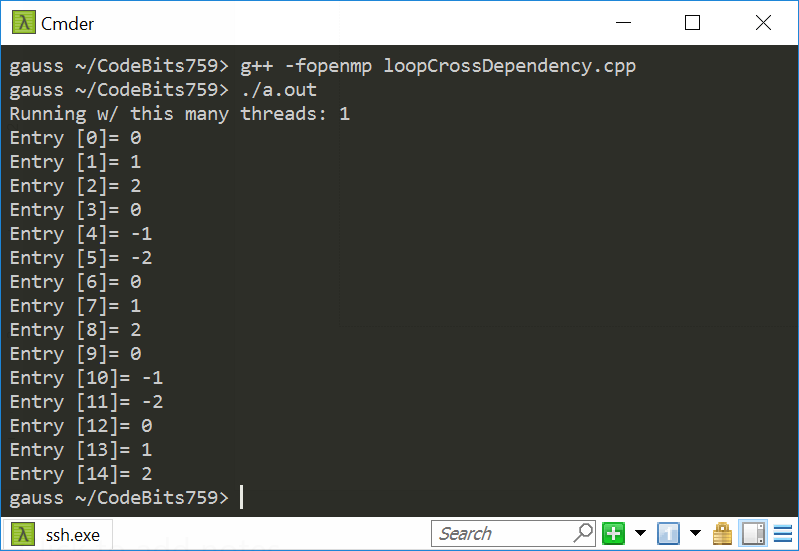 Cmder
gauss ~/CodeBits759> g++ -fopenmp loopCrossDependency.cpp
gauss ~/CodeBits759> ./a.out
Running w/ this many threads: 1
Entry [0]= 0
Entry [1]= 1
Entry [2]= 2
Entry [3]= 0
Entry [4]= -1
Entry [5]= -2
Entry [6]= 0
Entry [7]= 1
Entry [8]= 2
Entry [9]= 0
Entry [10]= -1
Entry [11]= -2
Entry [12]= 0
Entry [13]= 1
Entry [14]= 2
gauss ~/CodeBits759>
λ ssh.exe Search 1